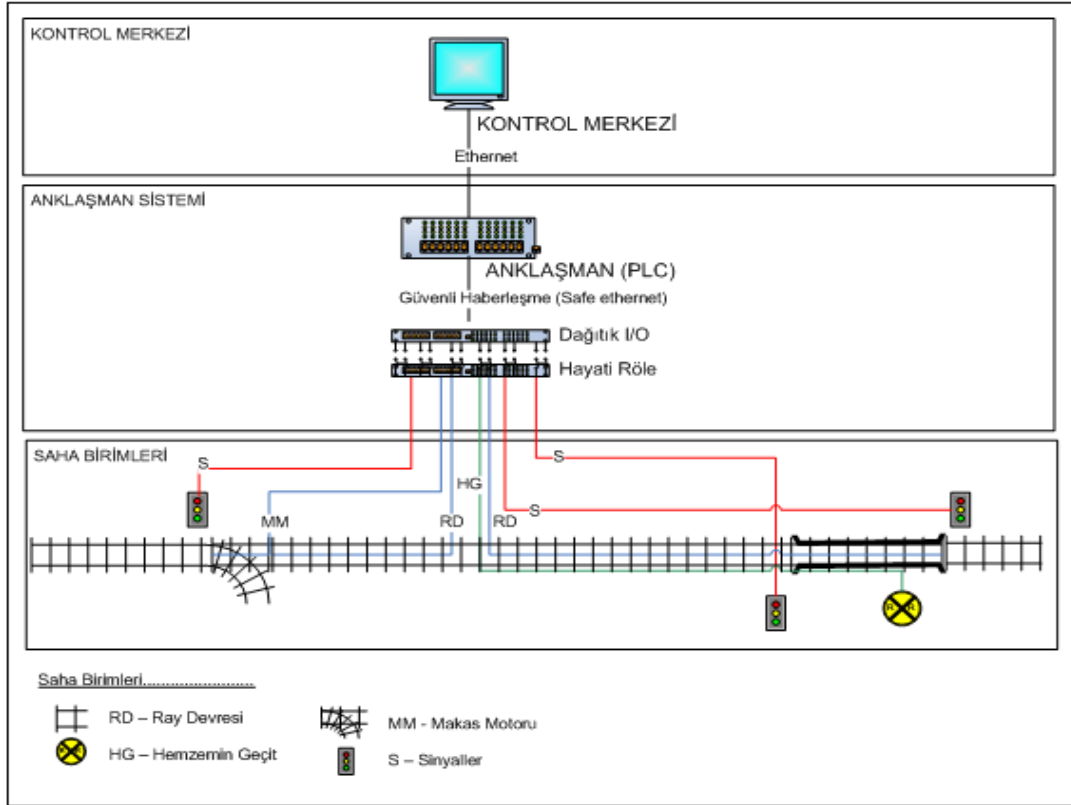 KONTROL MERKEZİ
KONTROL MERKEZİ
Ethernet
ANKLAŞMAN SİSTEMİ
ANKLAŞMAN (PLC)
Güvenli Haberleşme (Safe ethernet)
Dağıtık I/O
Hayati Röle
SAHA BİRİMLERİ
S
S
HG
S
MM
RD
RD
R R
Saha Birimleri.........................
RD – Ray Devresi
MM - Makas Motoru
HG – Hemzemin Geçit
S – Sinyaller